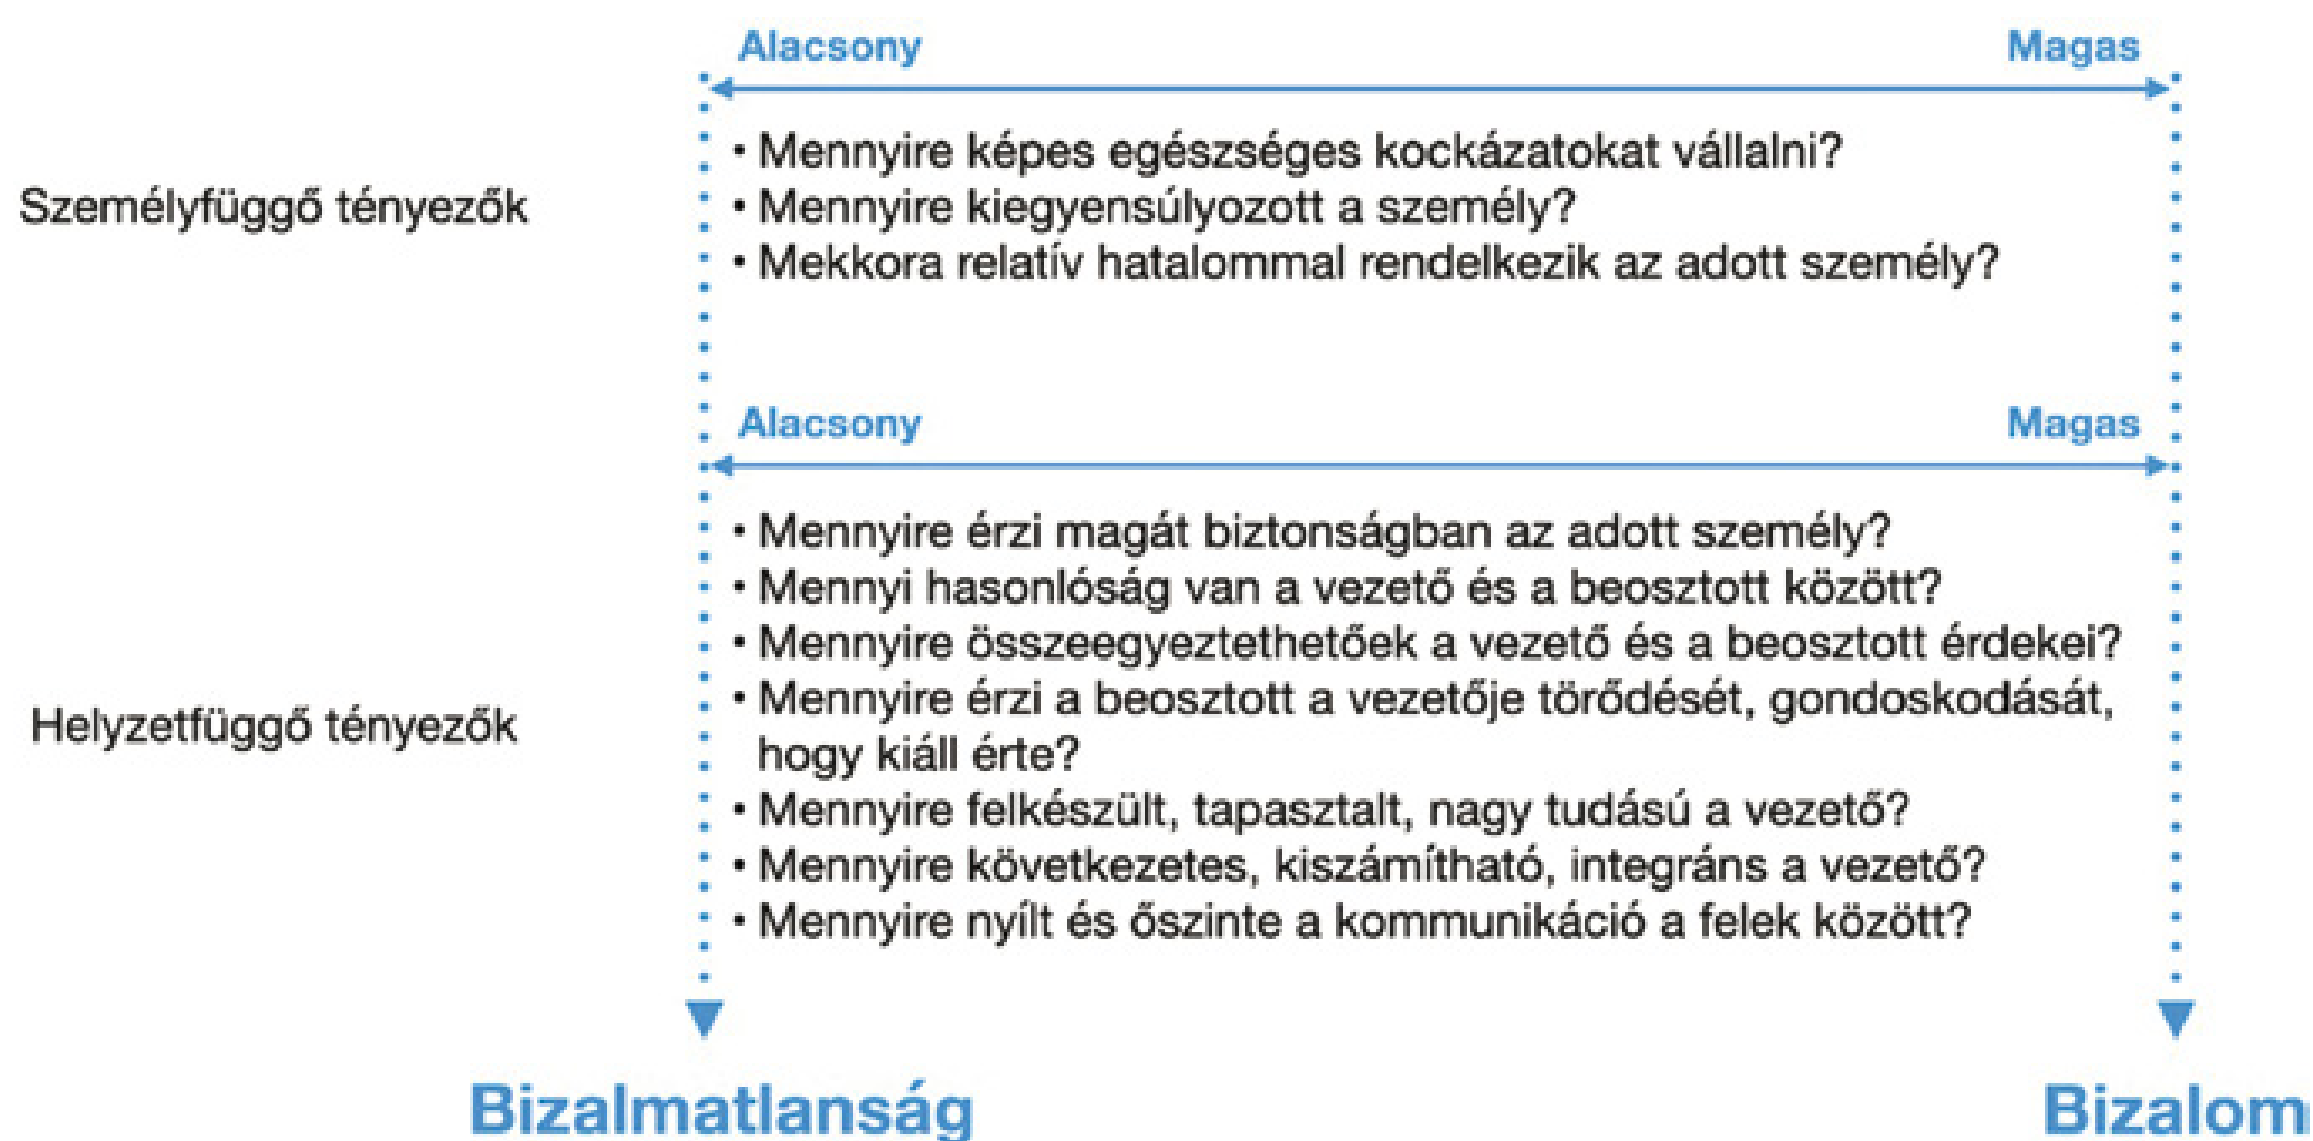 Alacsony Magas
• Mennyire képes egészséges kockázatokat vállalni?
Személyfüggő tényezők
• Mennyire kiegyensúlyozott a személy?
• Mekkora relatív hatalommal rendelkezik az adott személy?
Alacsony Magas
• Mennyire érzi magát biztonságban az adott személy?
• Mennyi hasonlóság van a vezető és a beosztott között?
• Mennyire összeegyeztethetőek a vezető és a beosztott érdekei?
• Mennyire érzi a beosztott a vezetője törődését, gondoskodását,
Helyzetfüggő tényezők
hogy kiáll érte?
• Mennyire felkészült, tapasztalt, nagy tudású a vezető?
• Mennyire következetes, kiszámítható, integráns a vezető?
• Mennyire nyílt és őszinte a kommunikáció a felek között?
Bizalmatlanság Bizalom